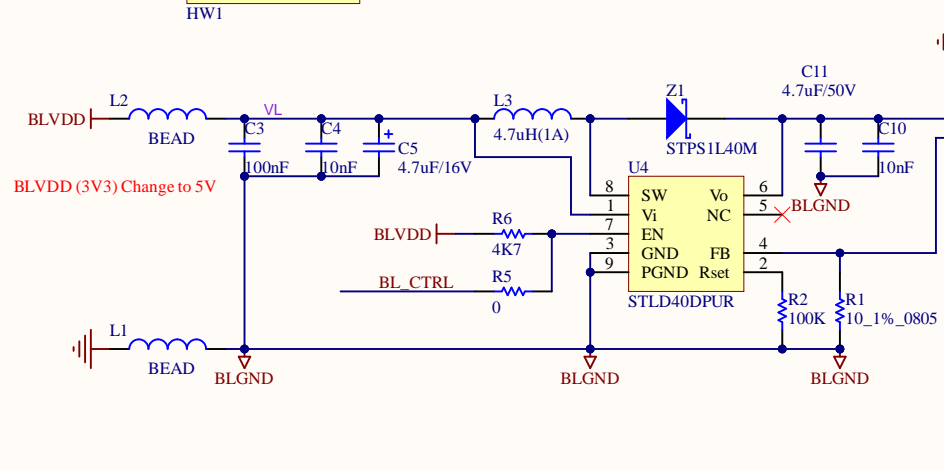 HW1
C11
4.7uF/50V
L2
BLVDD
BEAD
VL
C3
100nF
C4
10nF
C5
4.7uF/16V
+
L3
4.7uH(1A)
Z1
STPS1L40M
C10
10nF
BLGND
BLVDD (3V3) Change to 5V
U4
8 SW Vo 6
1 Vi NC 5
7 EN
3 GND FB 4
9 PGND Rset 2
STLD40DPUR
BLVDD
R6
4K7
BL_CTRL
R5
0
R2
100K
R1
10_1%_0805
L1
BEAD
BLGND
BLGND
BLGND